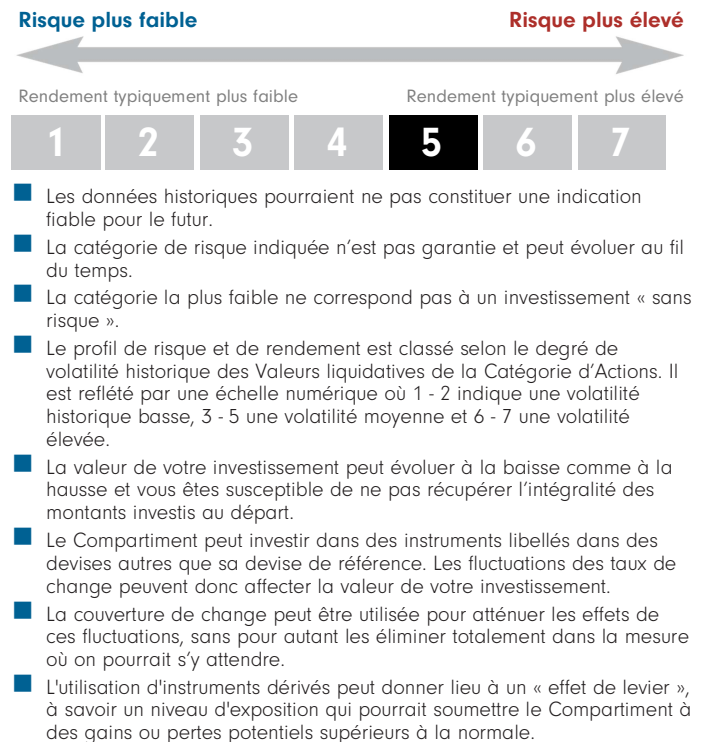 Risque plus faible Risque plus élevé
Rendement typiquement plus faible Rendement typiquement plus élevé
1 2 3 4 5 6 7
Les données historiques pourraient ne pas constituer une indication
fiable pour le futur.
La catégorie de risque indiquée n’est pas garantie et peut évoluer au fil
du temps.
La catégorie la plus faible ne correspond pas à un investissement « sans
risque ».
Le profil de risque et de rendement est classé selon le degré de
volatilité historique des Valeurs liquidatives de la Catégorie d’Actions. Il
est reflété par une échelle numérique où 1 - 2 indique une volatilité
historique basse, 3 - 5 une volatilité moyenne et 6 - 7 une volatilité
élevée.
La valeur de votre investissement peut évoluer à la baisse comme à la
hausse et vous êtes susceptible de ne pas récupérer l’intégralité des
montants investis au départ.
Le Compartiment peut investir dans des instruments libellés dans des
devises autres que sa devise de référence. Les fluctuations des taux de
change peuvent donc affecter la valeur de votre investissement.
La couverture de change peut être utilisée pour atténuer les effets de
ces fluctuations, sans pour autant les éliminer totalement dans la mesure
où on pourrait s’y attendre.
L'utilisation d'instruments dérivés peut donner lieu à un « effet de levier »,
à savoir un niveau d'exposition qui pourrait soumettre le Compartiment à
des gains ou pertes potentiels supérieurs à la normale.